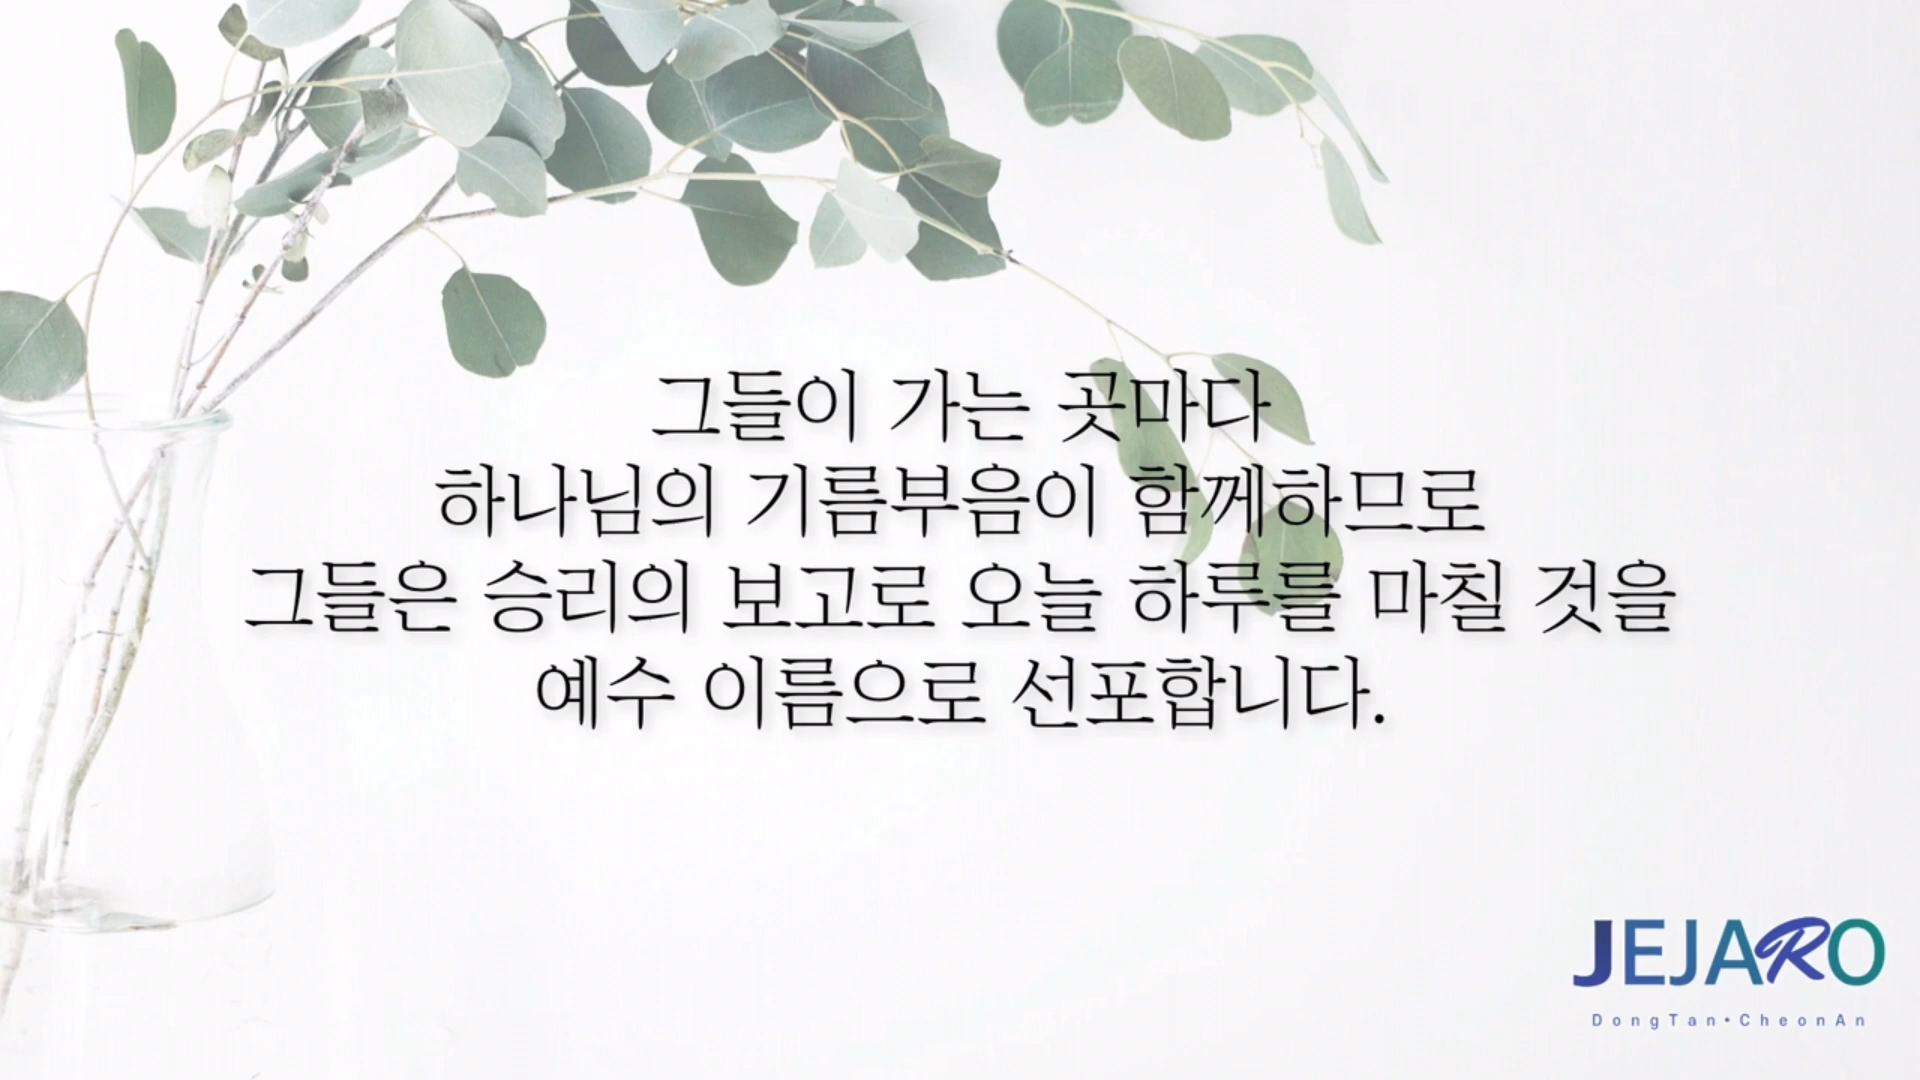 그들이 가는 곳마다
하나님의 기름부음이 함께하므로
그들은 승리의 보고로 오늘 하루를 마칠 것을
예수 이름으로 선포합니다.
JEJARO
DongTan•CheonAn